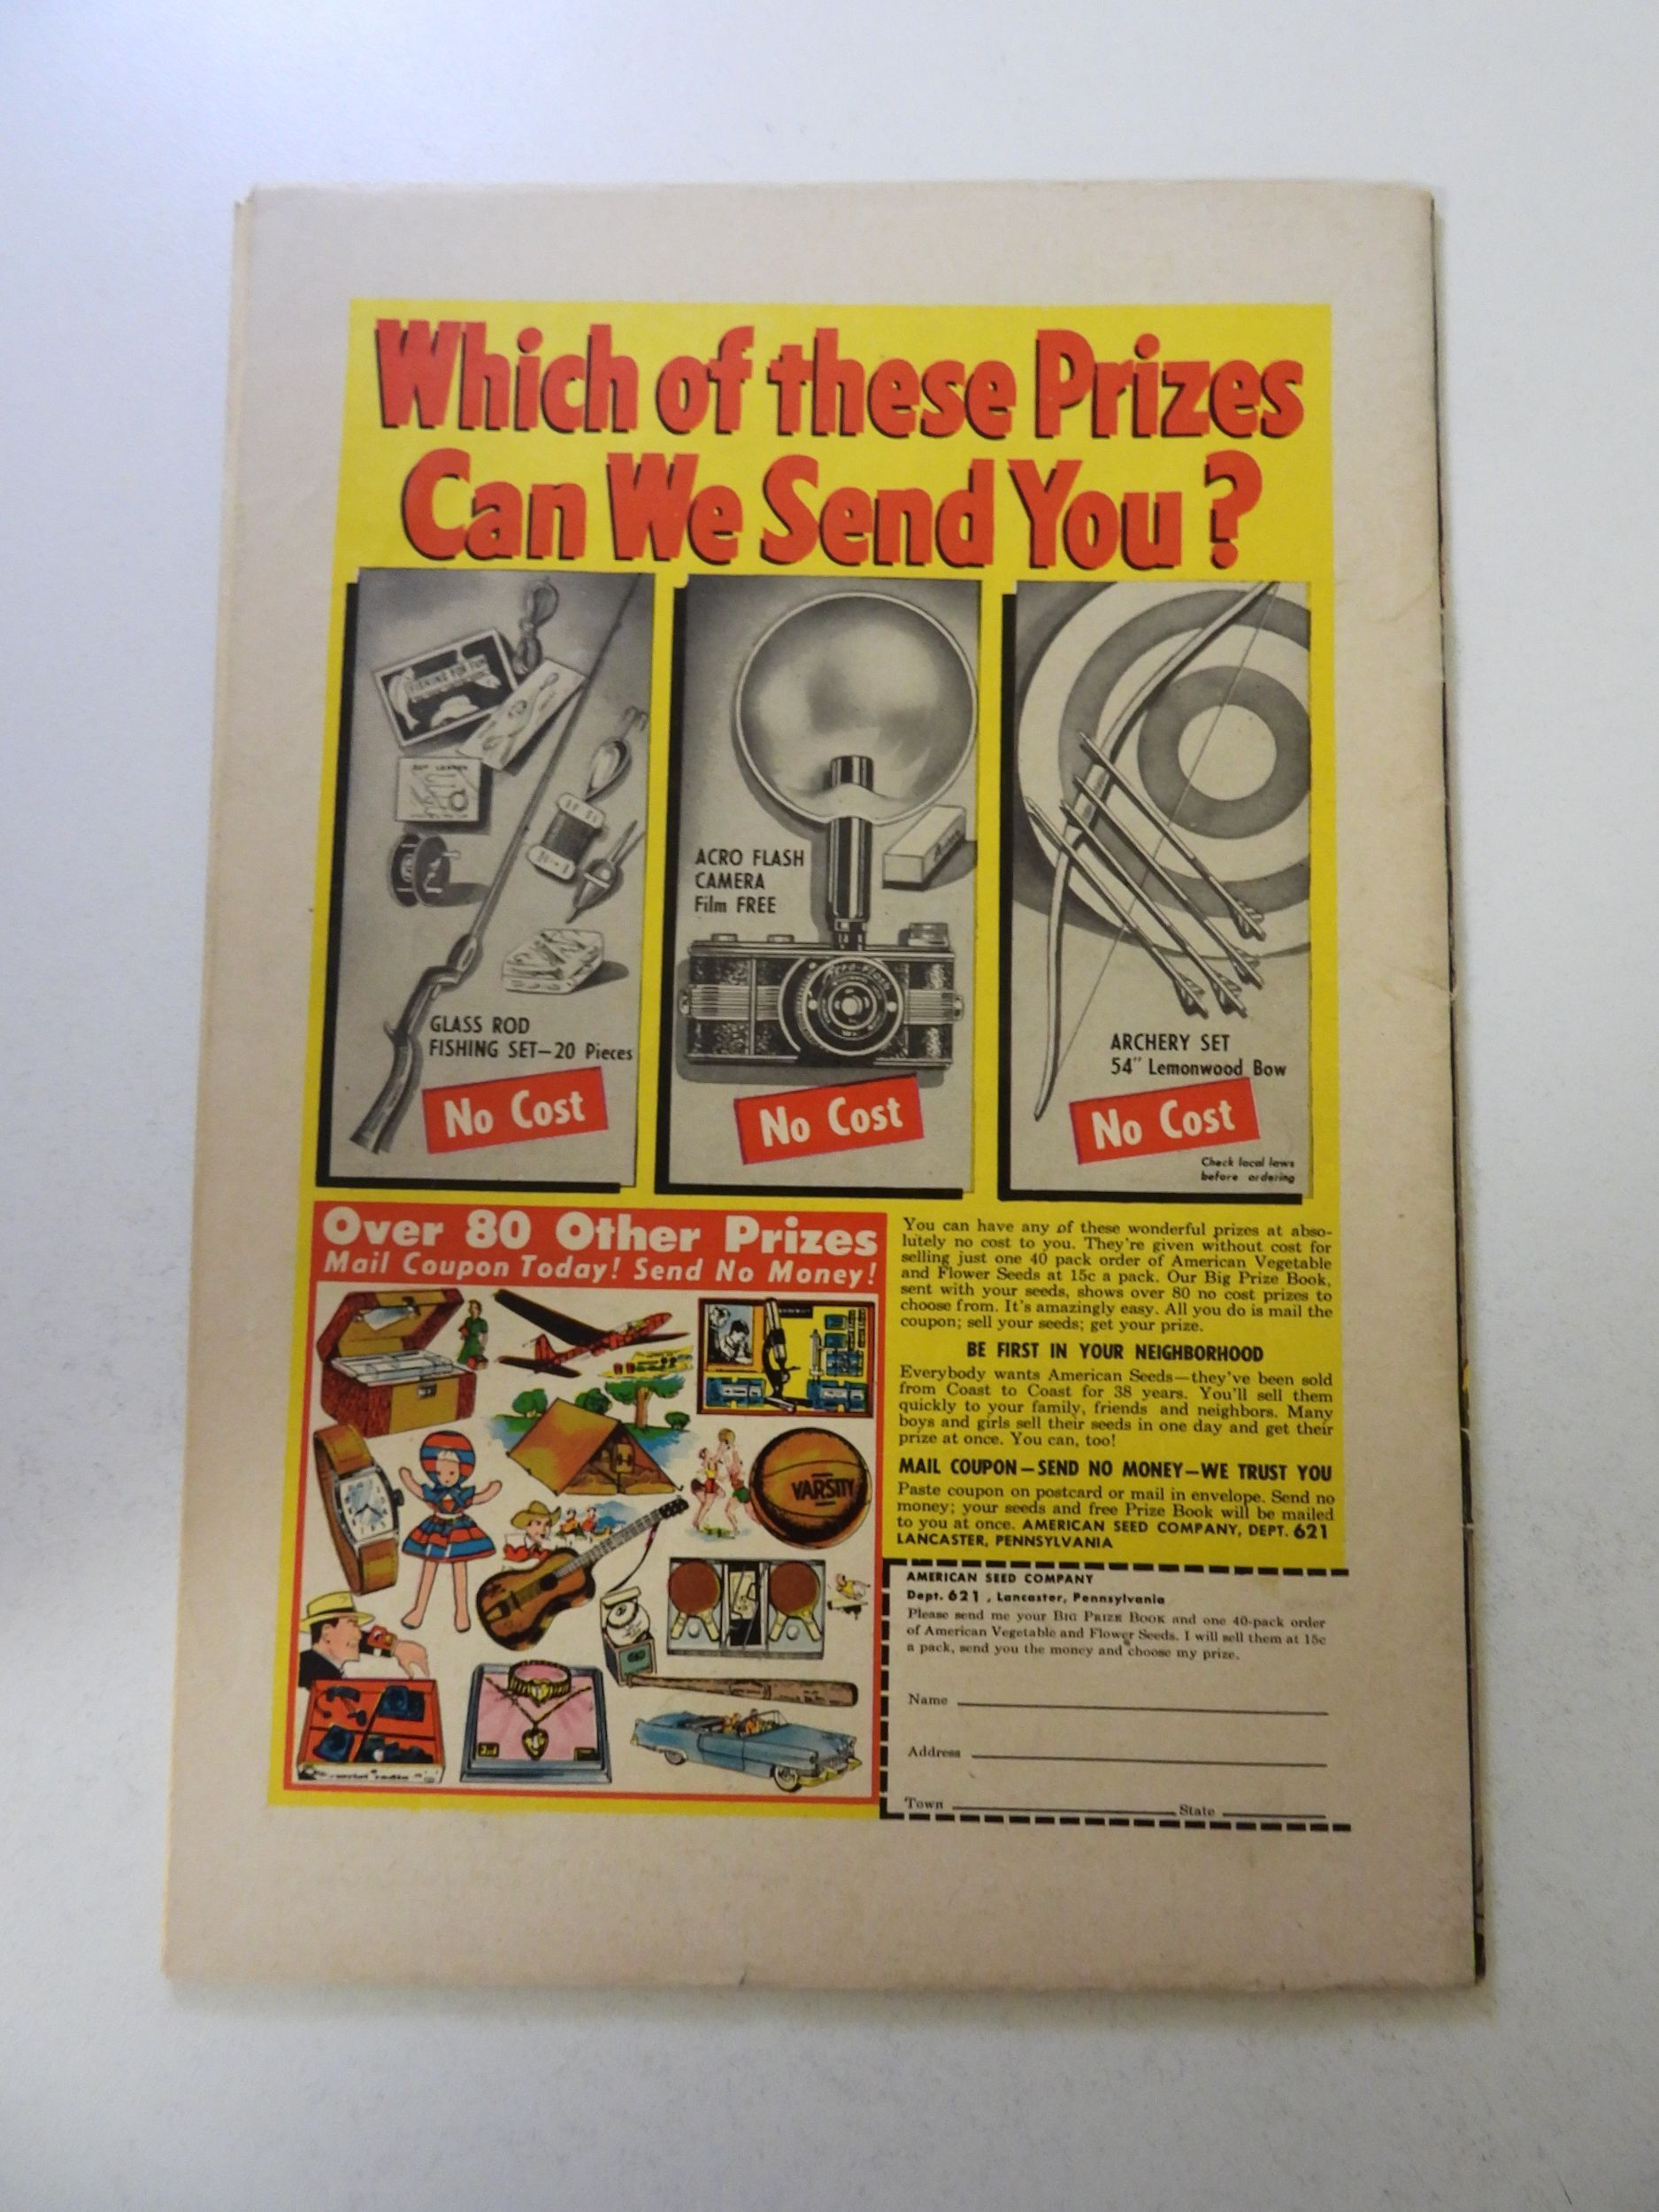 Which of these Prizes
Can We Send You?
FISHING FOR FUN
ACRO FLASH
CAMERA
Film FREE
GLASS ROD
FISHING SET—20 Pieces
No Cost
No Cost
ARCHERY SET
54" Lemonwood Bow
No Cost
Check local laws
before ordering
Over 80 Other Prizes
Mail Coupon Today! Send No Money!
VARSITY
You can have any of these wonderful prizes at abso-
lutely no cost to you. They're given without cost for
selling just one 40 pack order of American Vegetable
and Flower Seeds at 15c a pack. Our Big Prize Book,
sent with your seeds, shows over 80 no cost prizes to
choose from. It's amazingly easy. All you do is mail the
coupon; sell your seeds; get your prize.
BE FIRST IN YOUR NEIGHBORHOOD
Everybody wants American Seeds—they've been sold
from Coast to Coast for 38 years. You'll sell them
quickly to your family, friends and neighbors. Many
boys and girls sell their seeds in one day and get their
prize at once. You can, too!
MAIL COUPON—SEND NO MONEY—WE TRUST YOU
Paste coupon on postcard or mail in envelope. Send no
money; your seeds and free Prize Book will be mailed
to you at once. AMERICAN SEED COMPANY, DEPT. 621
LANCASTER, PENNSYLVANIA
AMERICAN SEED COMPANY
Dept. 621, Lancaster, Pennsylvania
Please send me your BIG PRIZE BOOK and one 40-pack order
of American Vegetable and Flower Seeds. I will sell them at 15c
a pack, send you the money and choose my prize.
Name
Address
Town State